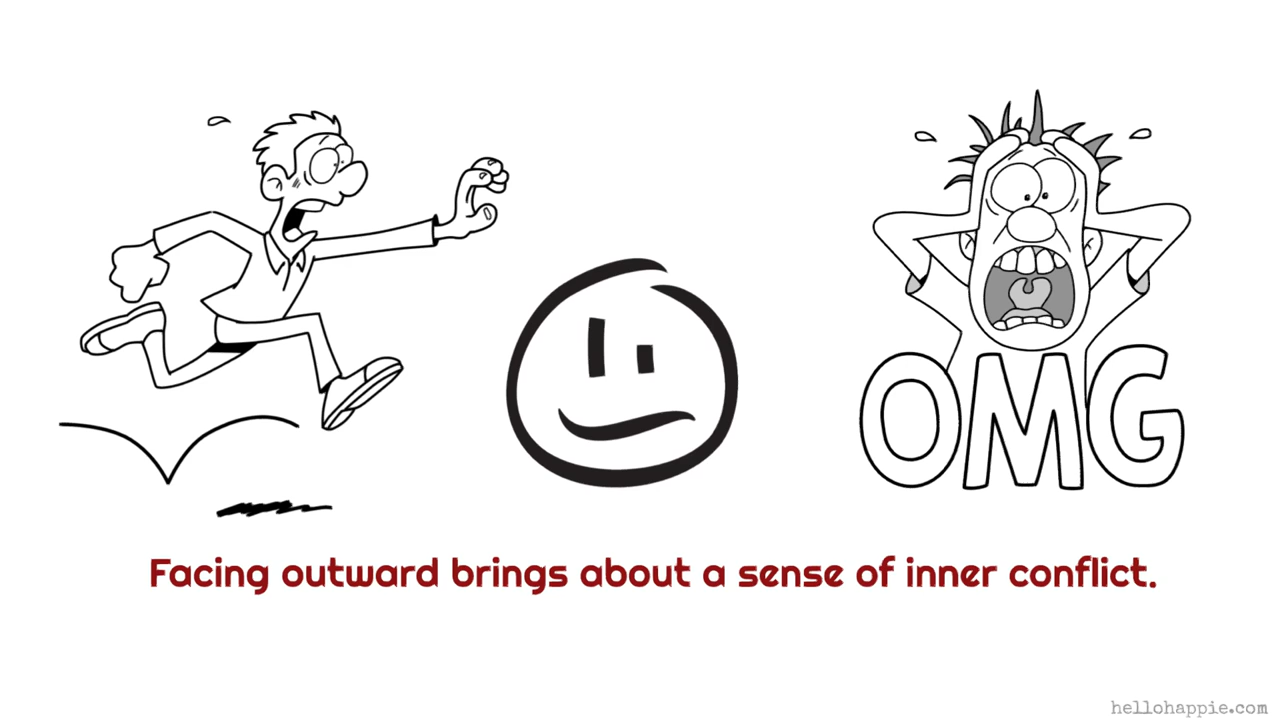 OMG
Facing outward brings about a sense of inner conflict.
hellohappie.com